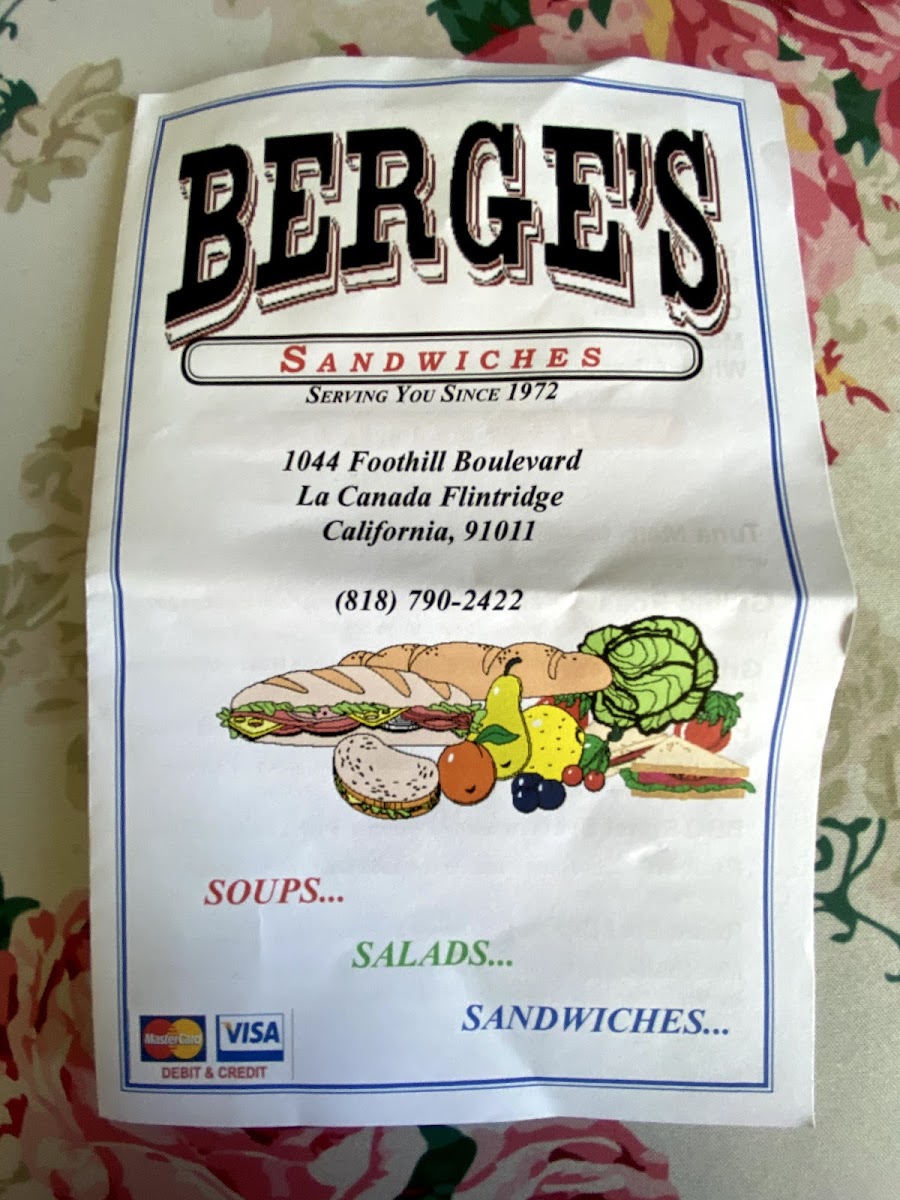 BERGE'S
SANDWICHES
SERVING YOU SINCE 1972
1044 Foothill Boulevard
La Canada Flintridge
California, 91011
(818) 790-2422
SOUPS...
SALADS...
SANDWICHES...
MasterCard VISA
DEBIT & CREDIT